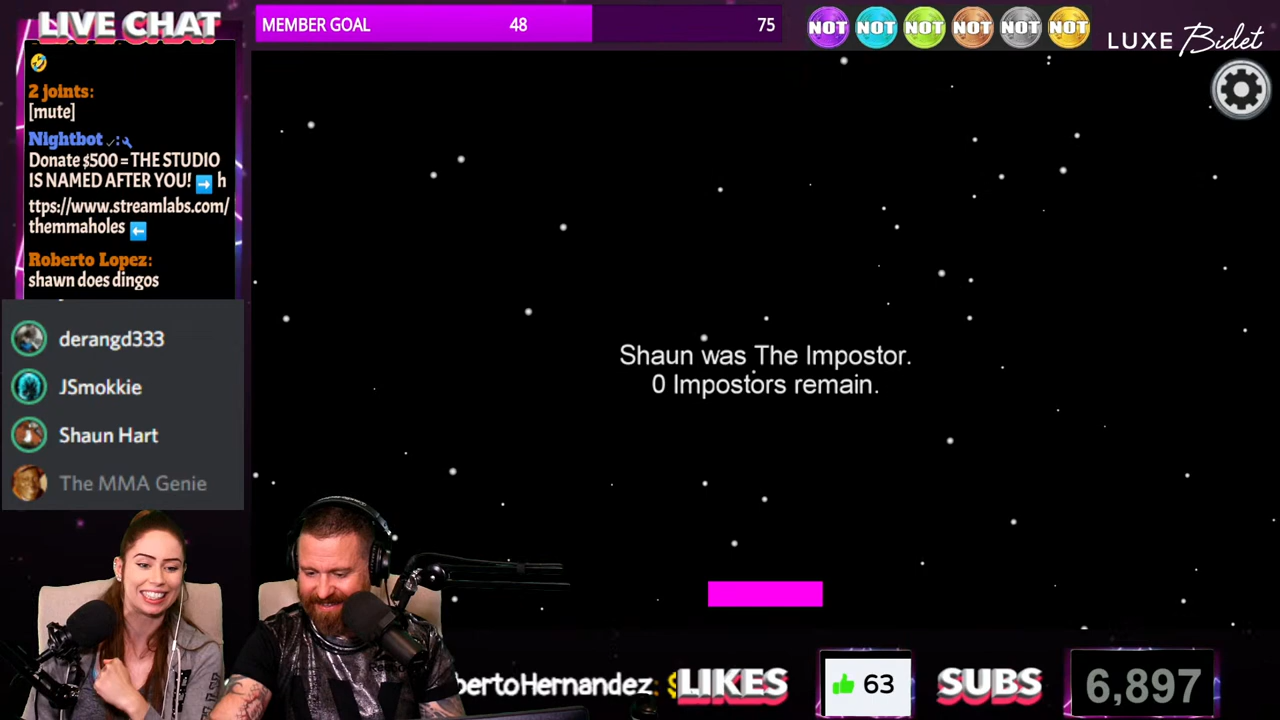 LIVE CHAT
MEMBER GOAL 48 75
NOT NOT NOT NOT NOT NOT
LUXE Bidet
2 joints:
[mute]
Nightbot
Donate $500 = THE STUDIO
IS NAMED AFTER YOU! ➡ h
ttps://www.streamlabs.com/
themmaholes ⬅
Roberto Lopez:
shawn does dingos
derangd333
JSmokkie
Shaun Hart
The MMA Genie
Shaun was The Impostor.
0 Impostors remain.
bertoHernandez: $
LIKES
63
SUBS
6,897